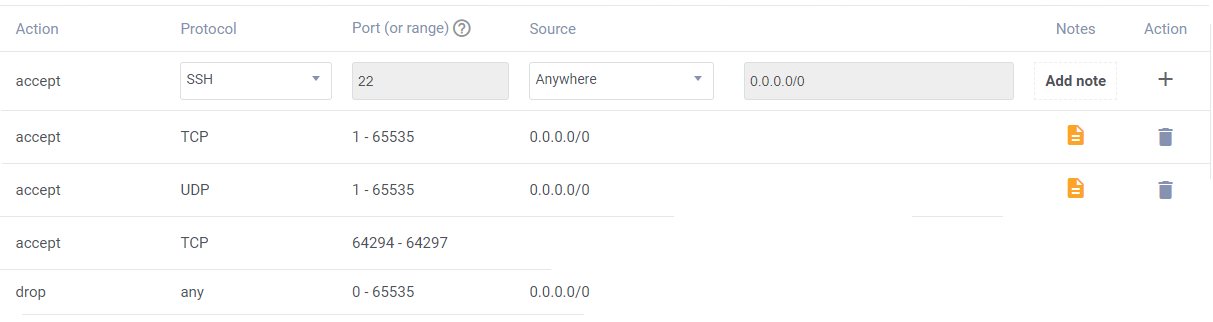 Action Protocol Port (or range) ? Source Notes Action
accept SSH 22 Anywhere 0.0.0.0/0 Add note +
accept TCP 1 - 65535 0.0.0.0/0
accept UDP 1 - 65535 0.0.0.0/0
accept TCP 64294 - 64297
drop any 0 - 65535 0.0.0.0/0